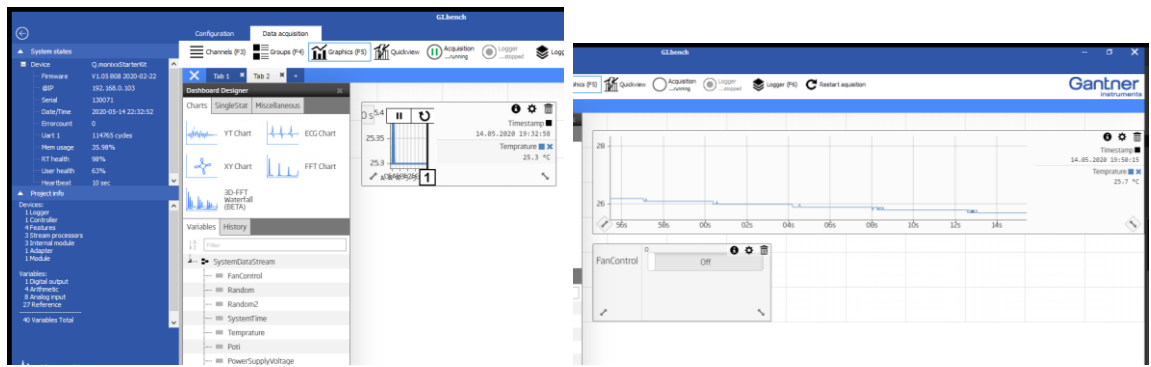 GI.bench
Configuration Data acquisition
Channels (F3) Groups (F4) Graphics (F5) Quickview Acquisition ...running Logger ...stopped Logg
System states
Device Q.monixxStarterKit
Firmware V1.05 B08 2020-02-22
@IP 192.168.0.103
Serial 130071
Date/Time 2020-05-14 22:32:52
Errorcount 0
Uart 1 114765 cycles
Mem usage 35.98%
RT health 98%
User health 63%
Heartbeat 10 sec
Project info
Devices:
1 Logger
1 Controller
4 Features
3 Stream processors
3 Internal module
1 Adapter
1 Module
Variables:
1 Digital output
4 Arithmetic
8 Analog input
27 Reference
40 Variables Total
Tab 1 Tab 2 +
Dashboard Designer
Charts SingleStat Miscellaneous
YT Chart ECG Chart
XY Chart FFT Chart
3D-FFT
Waterfall
(BETA)
Variables History
Filter
SystemDataStream
FanControl
Random
Random2
SystemTime
Temprature
Poti
PowerSupplyVoltage
0 s 5.4
25.35
25.3
1
Timestamp
14.05.2020 19:32:58
Temprature
25.3 °C
GI.bench
phics (F5) Quickview Acquisition ...running Logger ...stopped Logger (F6) Restart aquisition
Gantner
instruments
28
26
56s 58s 00s 02s 04s 06s 08s 10s 12s 14s
Timestamp
14.05.2020 19:58:15
Temprature
25.7 °C
FanControl 0 Off